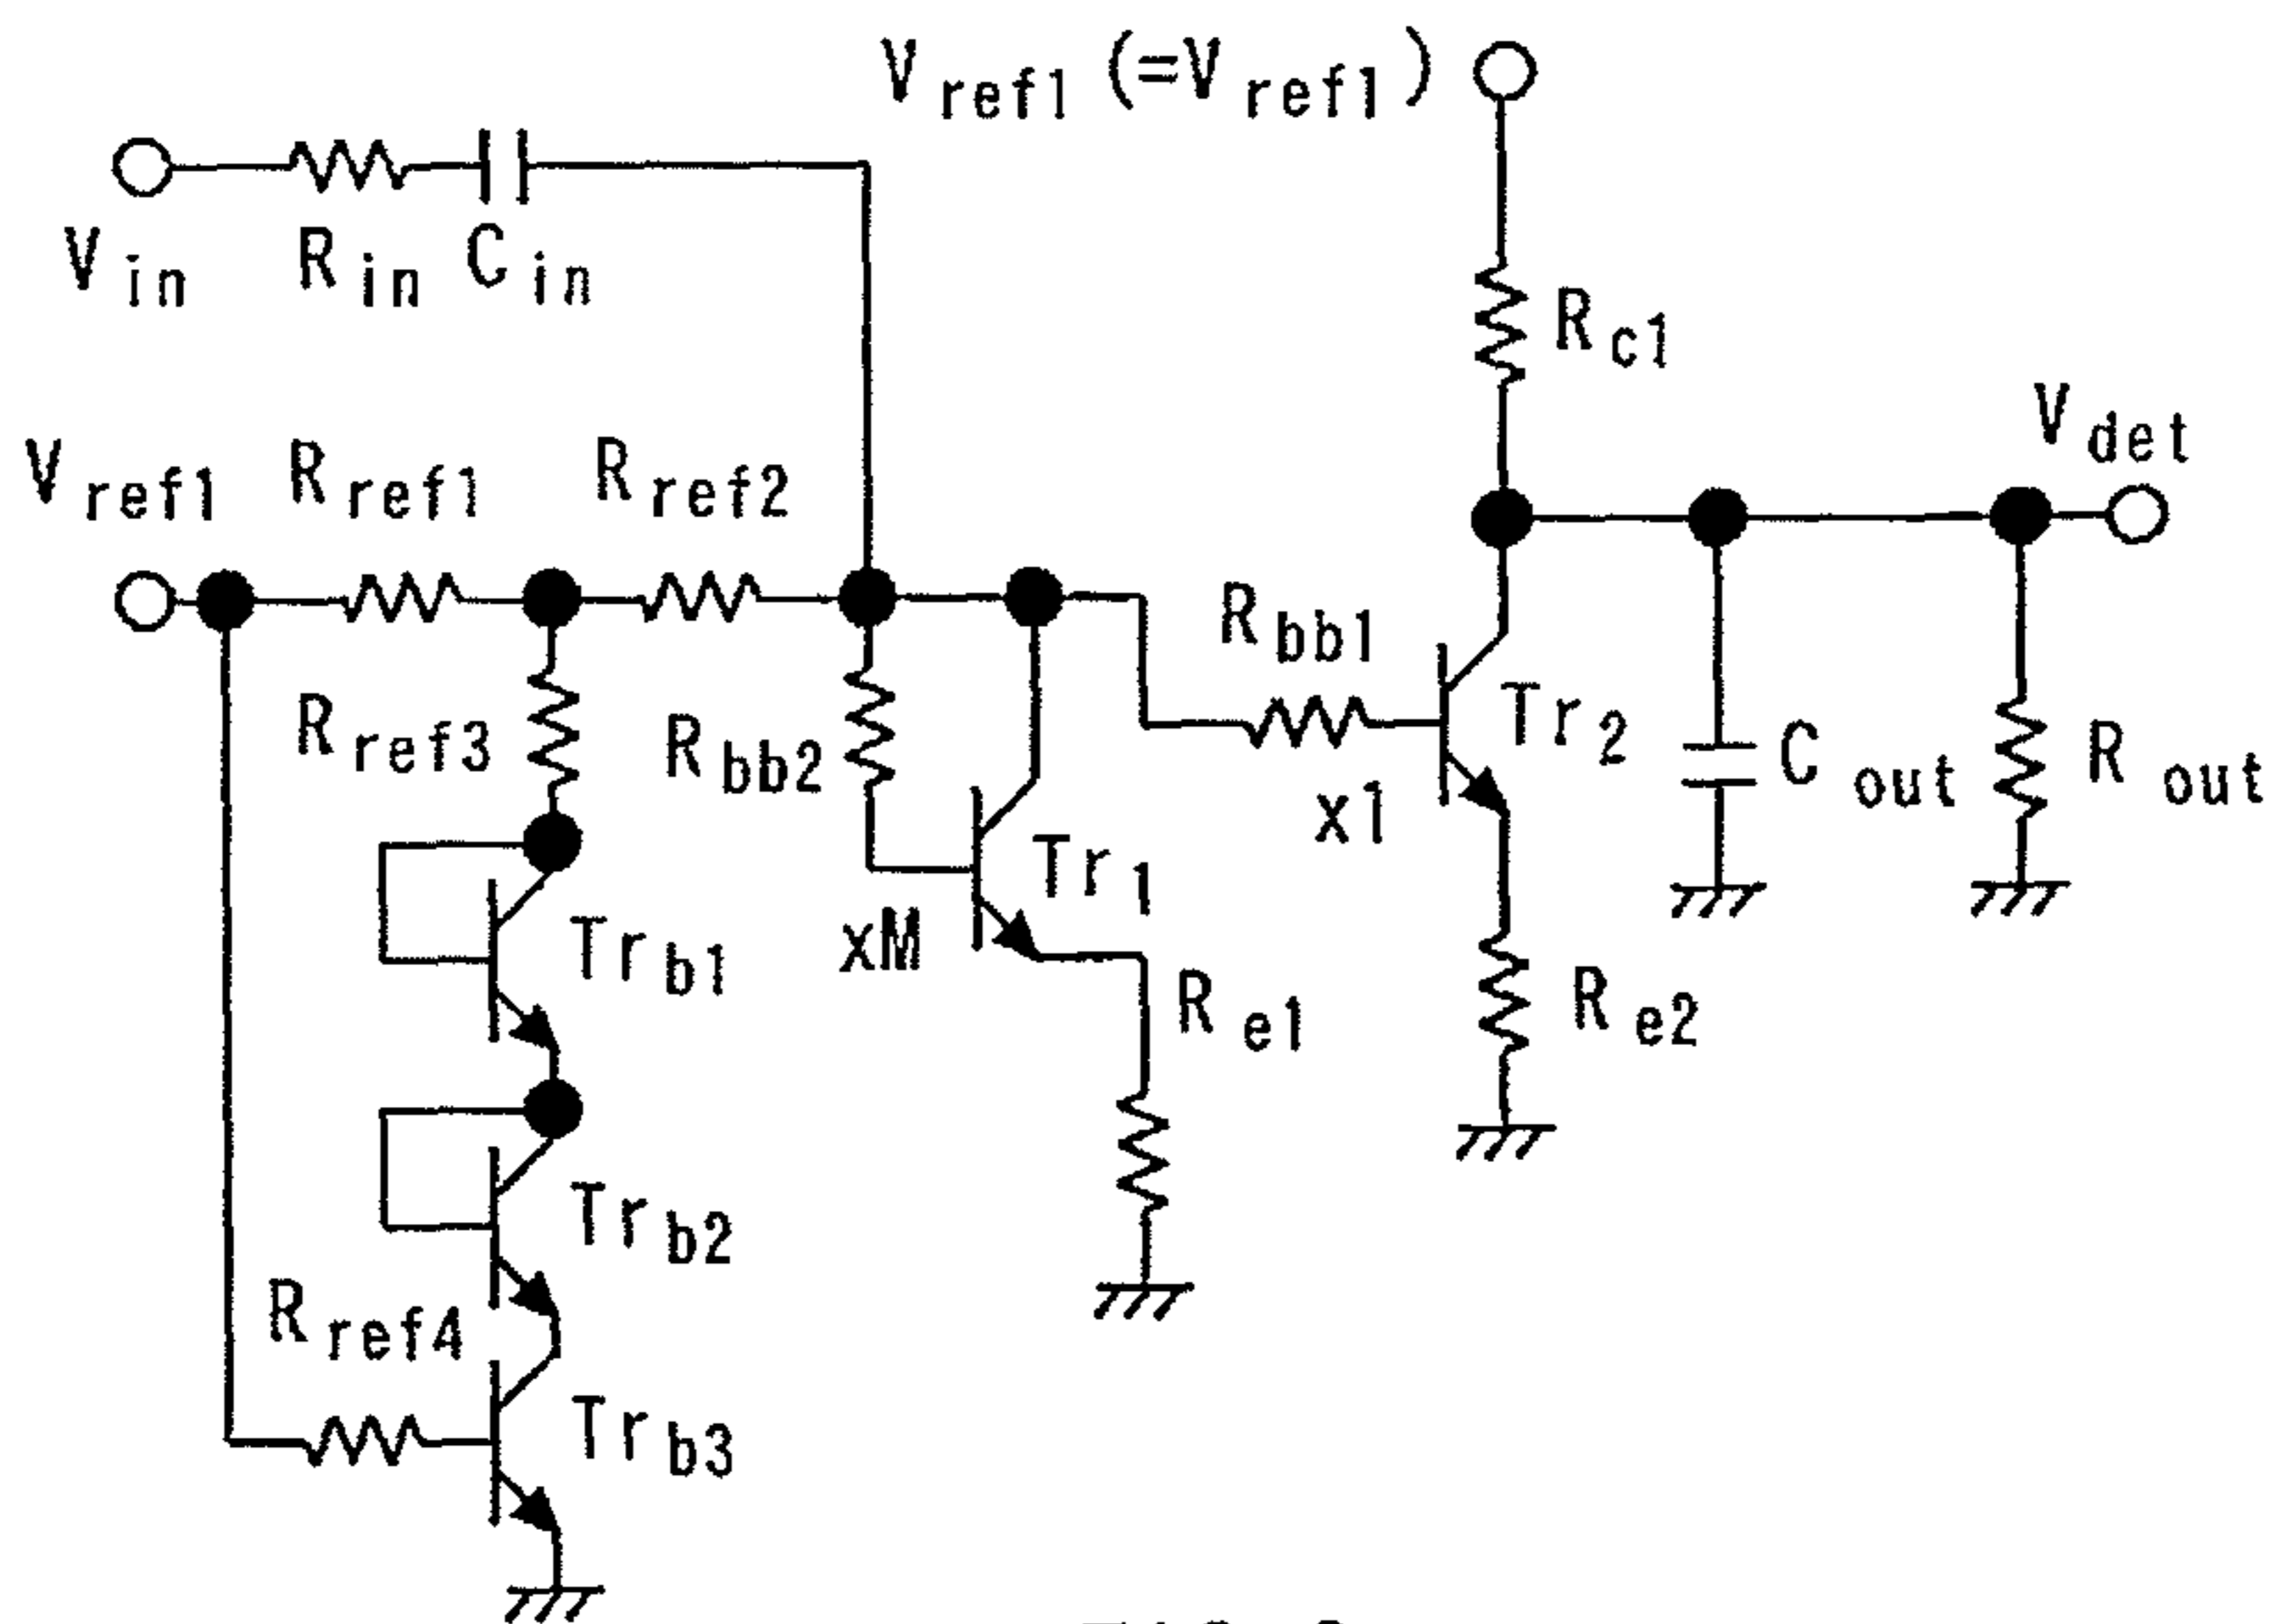 Vref1 (=Vref1)
Vin Rin Cin
Rc1
Vdet
Vref1 Rref1 Rref2
Rbb1
Rref3 Rbb2 Tr2 Cout Rout
x1
Tr1
xM
Trb1
Re1 Re2
Trb2
Rref4
Trb3